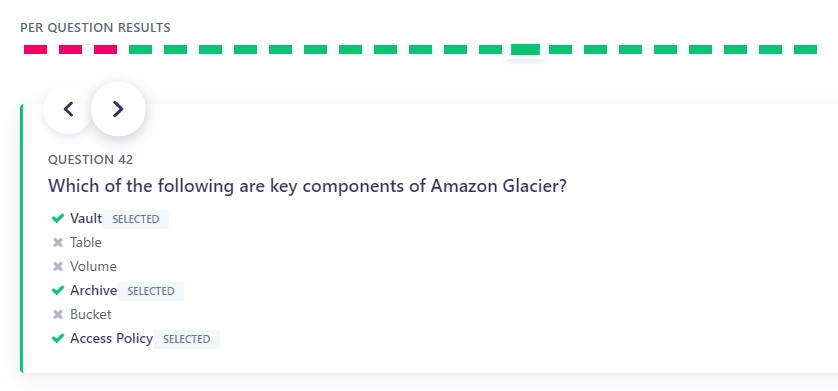 PER QUESTION RESULTS
QUESTION 42
Which of the following are key components of Amazon Glacier?
Vault SELECTED
Table
Volume
Archive SELECTED
Bucket
Access Policy SELECTED